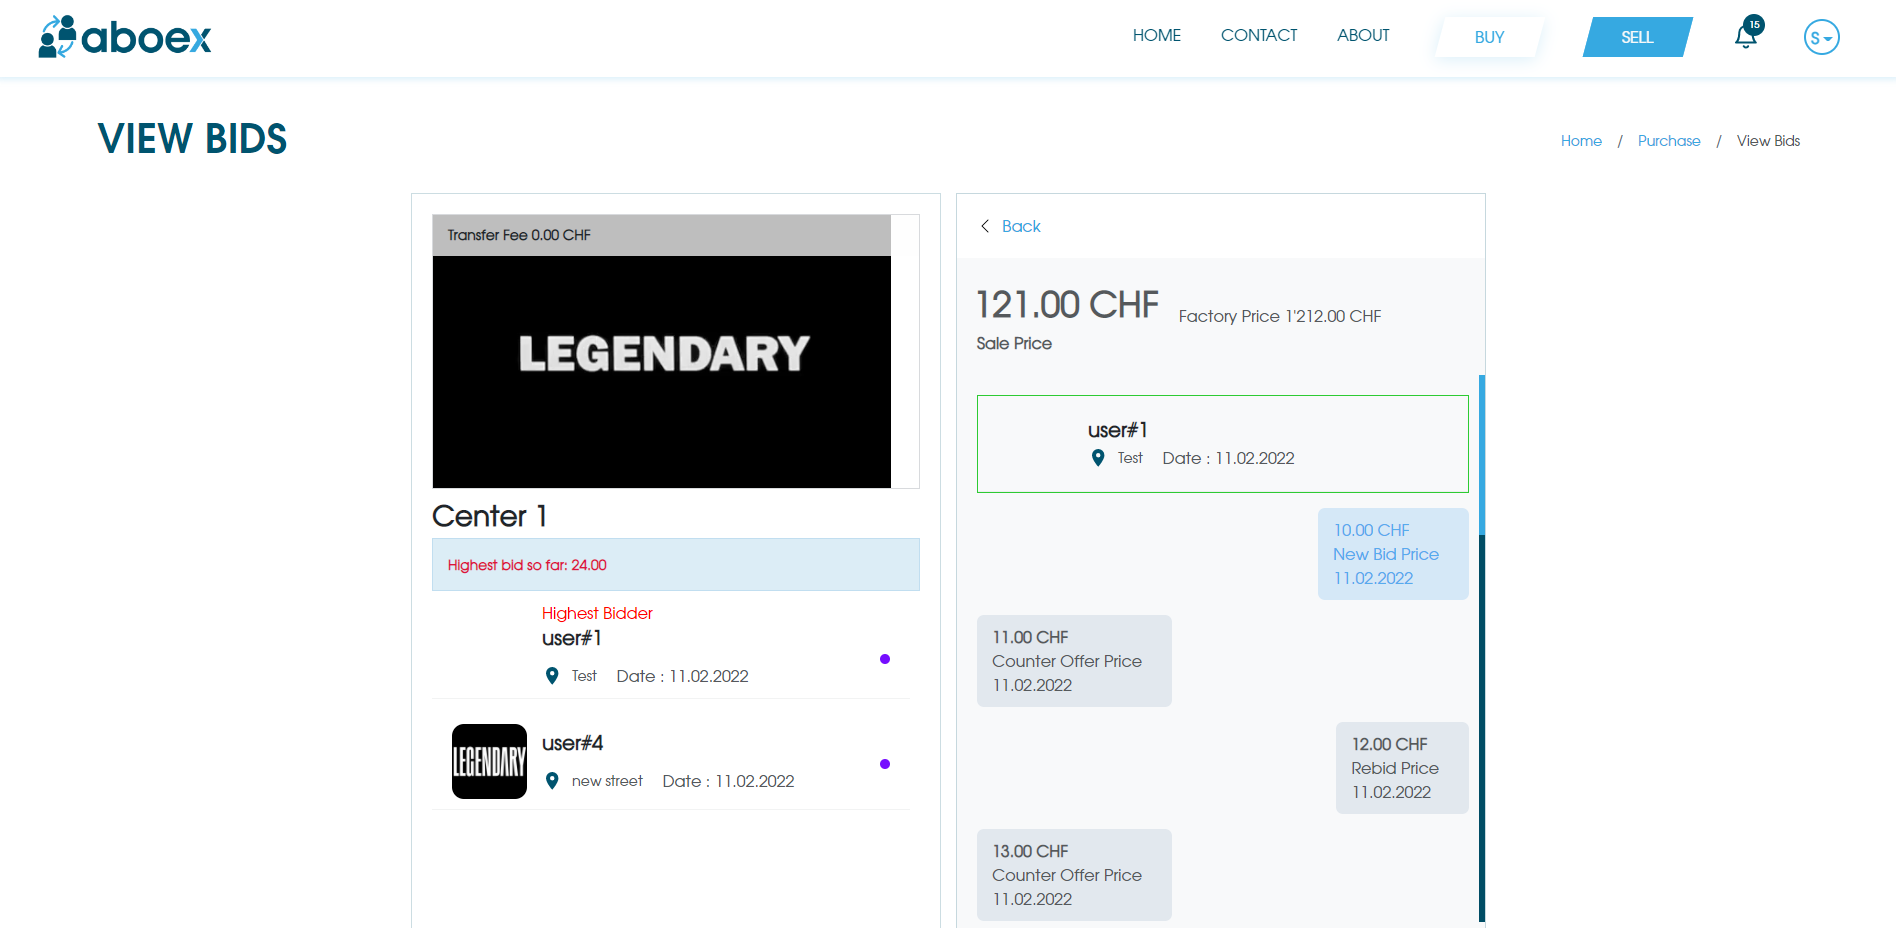 aboex
HOME
CONTACT
ABOUT
BUY
SELL
15
S
VIEW BIDS
Home / Purchase / View Bids
Transfer Fee 0.00 CHF
LEGENDARY
Center 1
Highest bid so far: 24.00
Highest Bidder
user#1
Test Date : 11.02.2022
LEGENDARY
user#4
new street Date : 11.02.2022
Back
121.00 CHF Factory Price 1'212.00 CHF
Sale Price
user#1
Test Date : 11.02.2022
10.00 CHF
New Bid Price
11.02.2022
11.00 CHF
Counter Offer Price
11.02.2022
12.00 CHF
Rebid Price
11.02.2022
13.00 CHF
Counter Offer Price
11.02.2022